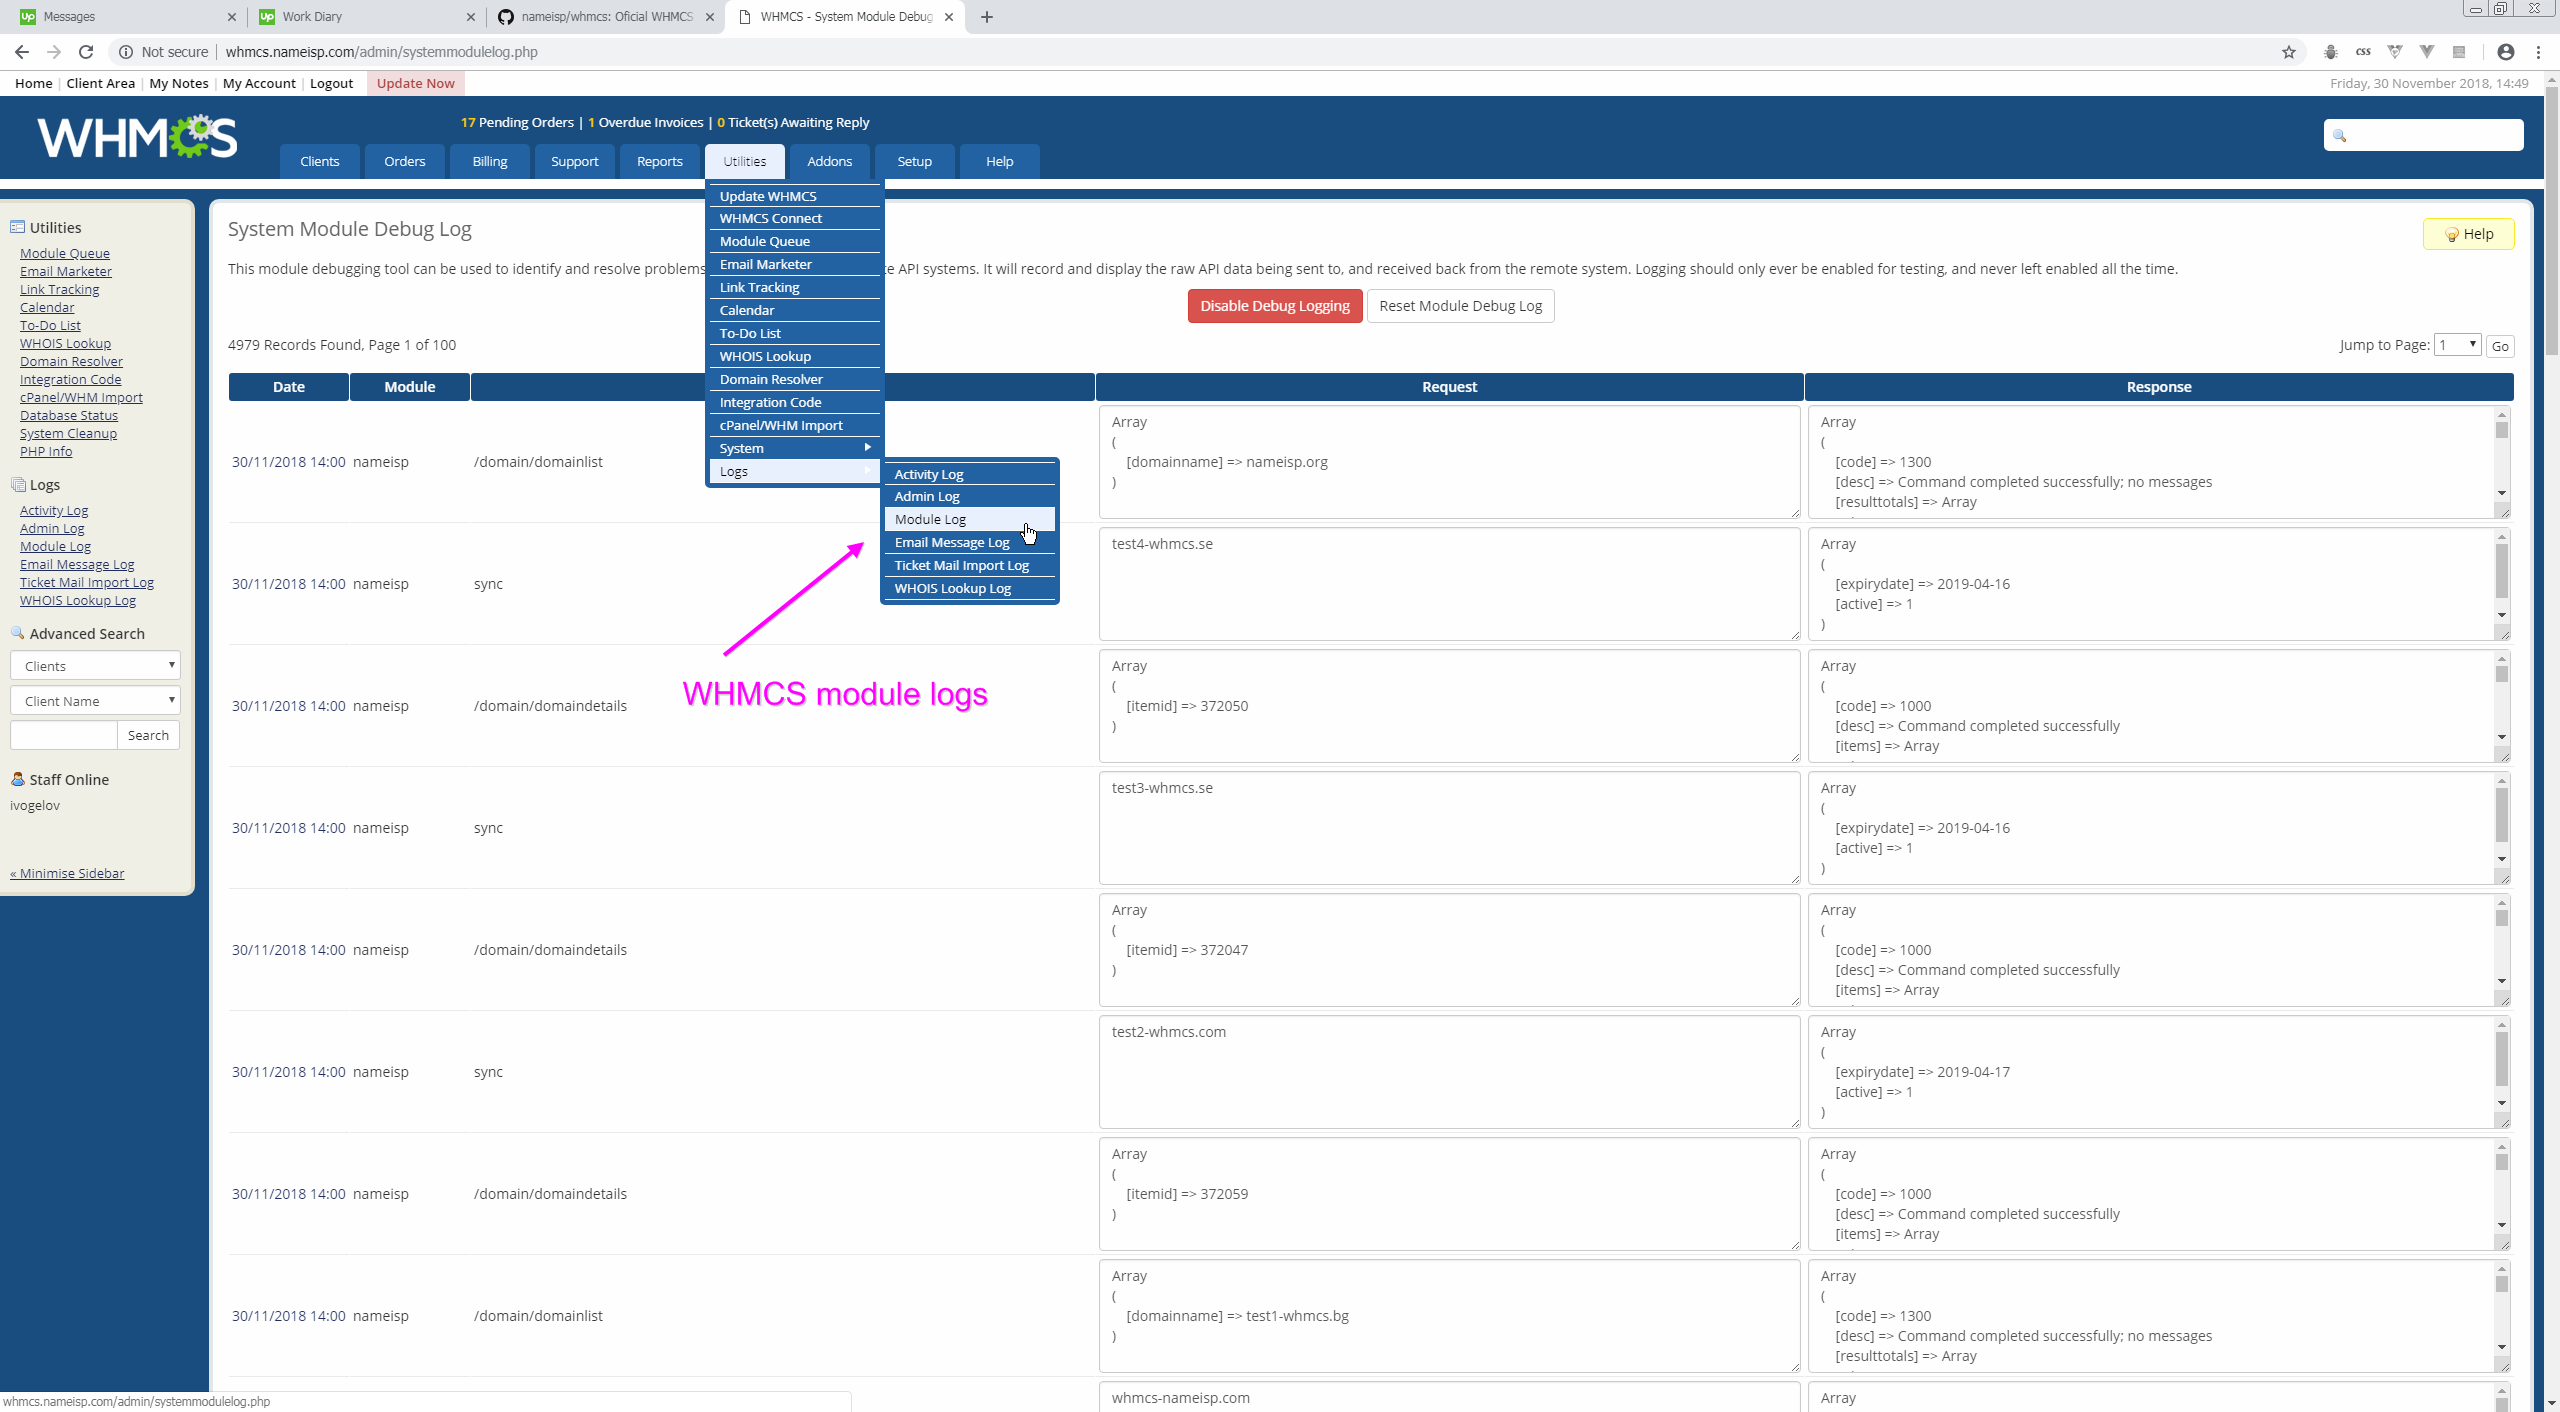 Messages
Work Diary
nameisp/whmcs: Oficial WHMCS
WHMCS - System Module Debug
Not secure | whmcs.nameisp.com/admin/systemmodulelog.php
css
Home | Client Area | My Notes | My Account | Logout Update Now
Friday, 30 November 2018, 14:49
WHMCS
17 Pending Orders | 1 Overdue Invoices | 0 Ticket(s) Awaiting Reply
Clients Orders Billing Support Reports Utilities Addons Setup Help
Update WHMCS
WHMCS Connect
Module Queue
Email Marketer
Link Tracking
Calendar
To-Do List
WHOIS Lookup
Domain Resolver
Integration Code
cPanel/WHM Import
System
Logs
Activity Log
Admin Log
Module Log
Email Message Log
Ticket Mail Import Log
WHOIS Lookup Log
WHMCS module logs
Utilities
Module Queue
Email Marketer
Link Tracking
Calendar
To-Do List
WHOIS Lookup
Domain Resolver
Integration Code
cPanel/WHM Import
Database Status
System Cleanup
PHP Info
Logs
Activity Log
Admin Log
Module Log
Email Message Log
Ticket Mail Import Log
WHOIS Lookup Log
Advanced Search
Clients
Client Name
Search
Staff Online
ivogelov
« Minimise Sidebar
System Module Debug Log
Help
This module debugging tool can be used to identify and resolve problems API systems. It will record and display the raw API data being sent to, and received back from the remote system. Logging should only ever be enabled for testing, and never left enabled all the time.
Disable Debug Logging Reset Module Debug Log
4979 Records Found, Page 1 of 100
Jump to Page: 1 Go
Date Module Request Response
30/11/2018 14:00 nameisp /domain/domainlist
Array
(
[domainname] => nameisp.org
)
Array
(
[code] => 1300
[desc] => Command completed successfully; no messages
[resulttotals] => Array
30/11/2018 14:00 nameisp sync
test4-whmcs.se
Array
(
[expirydate] => 2019-04-16
[active] => 1
)
30/11/2018 14:00 nameisp /domain/domaindetails
Array
(
[itemid] => 372050
)
Array
(
[code] => 1000
[desc] => Command completed successfully
[items] => Array
30/11/2018 14:00 nameisp sync
test3-whmcs.se
Array
(
[expirydate] => 2019-04-16
[active] => 1
)
30/11/2018 14:00 nameisp /domain/domaindetails
Array
(
[itemid] => 372047
)
Array
(
[code] => 1000
[desc] => Command completed successfully
[items] => Array
30/11/2018 14:00 nameisp sync
test2-whmcs.com
Array
(
[expirydate] => 2019-04-17
[active] => 1
)
30/11/2018 14:00 nameisp /domain/domaindetails
Array
(
[itemid] => 372059
)
Array
(
[code] => 1000
[desc] => Command completed successfully
[items] => Array
30/11/2018 14:00 nameisp /domain/domainlist
Array
(
[domainname] => test1-whmcs.bg
)
Array
(
[code] => 1300
[desc] => Command completed successfully; no messages
[resulttotals] => Array
whmcs-nameisp.com
Array
whmcs.nameisp.com/admin/systemmodulelog.php